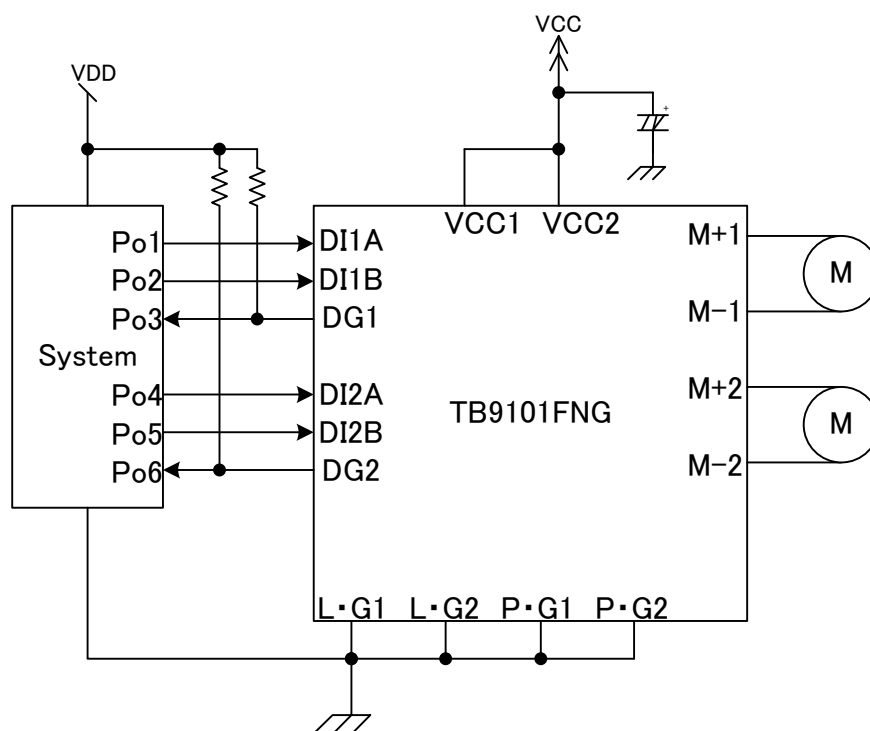 VCC
VDD
+
VCC1 VCC2
Po1 DI1A M+1
Po2 DI1B M
Po3 DG1 M-1
System
Po4 DI2A M+2
Po5 DI2B TB9101FNG M
Po6 DG2 M-2
L・G1 L・G2 P・G1 P・G2